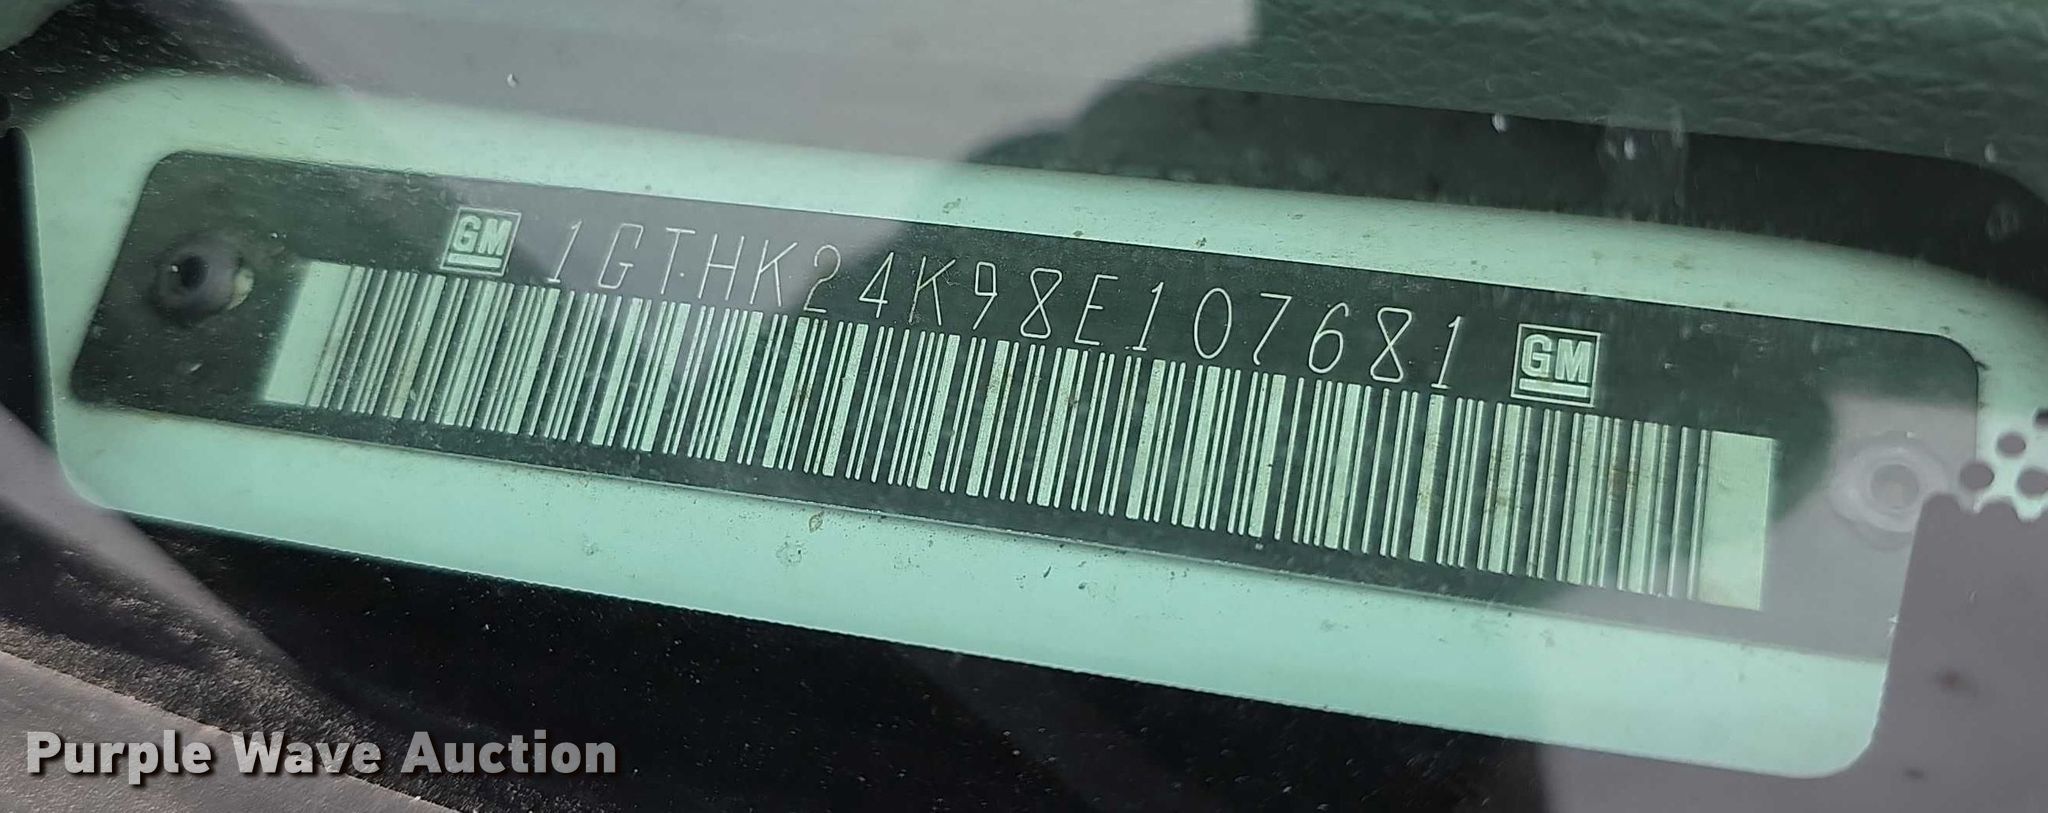 GM 1GTHK24K98E107681 GM
Purple Wave Auction